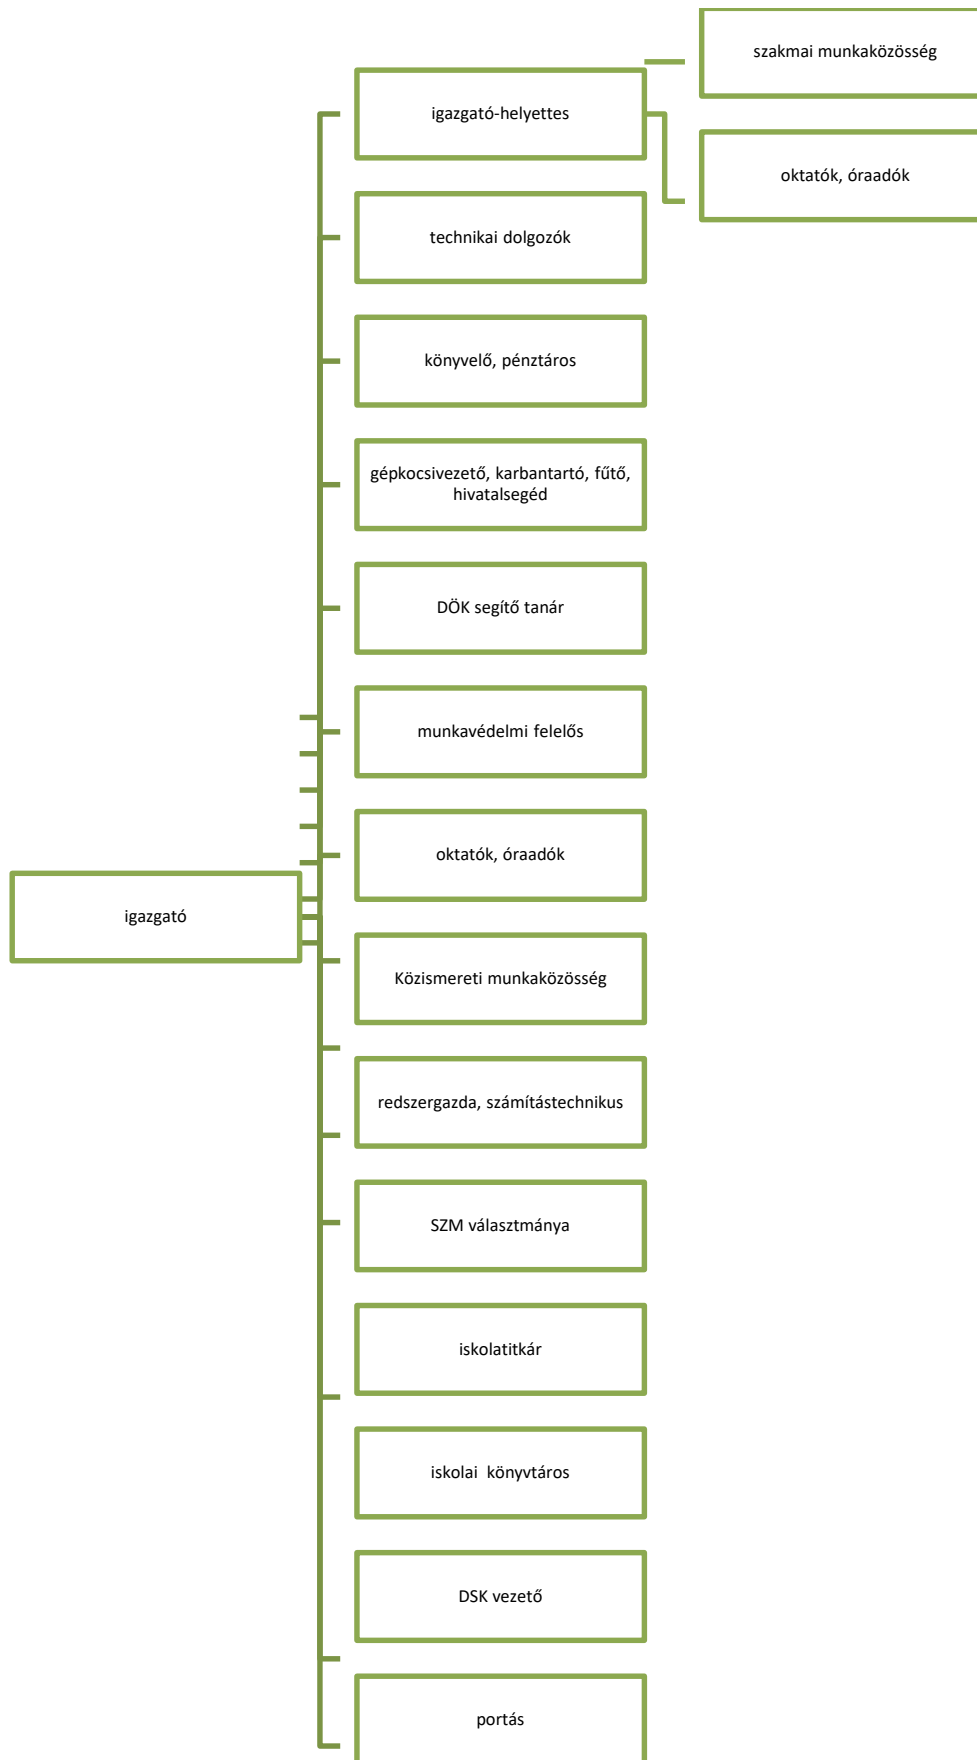 szakmai munkaközösség
igazgató-helyettes
oktatók, óraadók
technikai dolgozók
könyvelő, pénztáros
gépkocsivezető, karbantartó, fűtő,
hivatalsegéd
DÖK segítő tanár
munkavédelmi felelős
oktatók, óraadók
igazgató
Közismereti munkaközösség
redszergazda, számítástechnikus
SZM választmánya
iskolatitkár
iskolai  könyvtáros
DSK vezető
portás